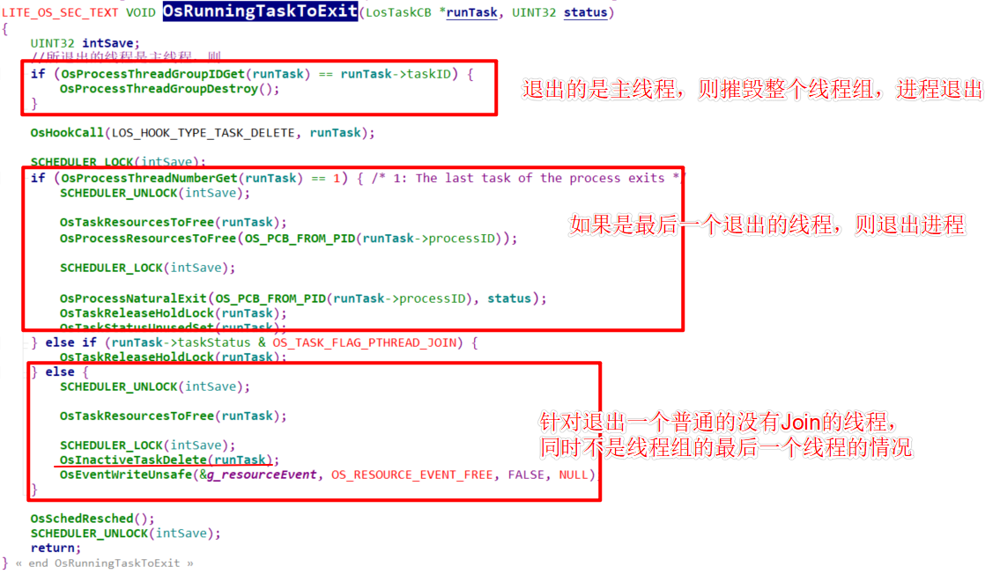 LITE_OS_SEC_TEXT VOID OsRunningTaskToExit(LosTaskCB *runTask, UINT32 status)
{
UINT32 intSave;
//所退出的线程是主线程，则
if (OsProcessThreadGroupIDGet(runTask) == runTask->taskID) {
OsProcessThreadGroupDestroy();
}
退出的是主线程，则摧毁整个线程组，进程退出
OsHookCall(LOS_HOOK_TYPE_TASK_DELETE, runTask);
SCHEDULER_LOCK(intSave);
if (OsProcessThreadNumberGet(runTask) == 1) { /* 1: The last task of the process exits */
SCHEDULER_UNLOCK(intSave);
OsTaskResourcesToFree(runTask);
OsProcessResourcesToFree(OS_PCB_FROM_PID(runTask->processID));
如果是最后一个退出的线程，则退出进程
SCHEDULER_LOCK(intSave);
OsProcessNaturalExit(OS_PCB_FROM_PID(runTask->processID), status);
OsTaskReleaseHoldLock(runTask);
OsTaskStatusUnusedSet(runTask);
} else if (runTask->taskStatus & OS_TASK_FLAG_PTHREAD_JOIN) {
OsTaskReleaseHoldLock(runTask);
} else {
SCHEDULER_UNLOCK(intSave);
OsTaskResourcesToFree(runTask);
针对退出一个普通的没有Join的线程，
同时不是线程组的最后一个线程的情况
SCHEDULER_LOCK(intSave);
OsInactiveTaskDelete(runTask);
OsEventWriteUnsafe(&g_resourceEvent, OS_RESOURCE_EVENT_FREE, FALSE, NULL)
}
OsSchedResched();
SCHEDULER_UNLOCK(intSave);
return;
} « end OsRunningTaskToExit »